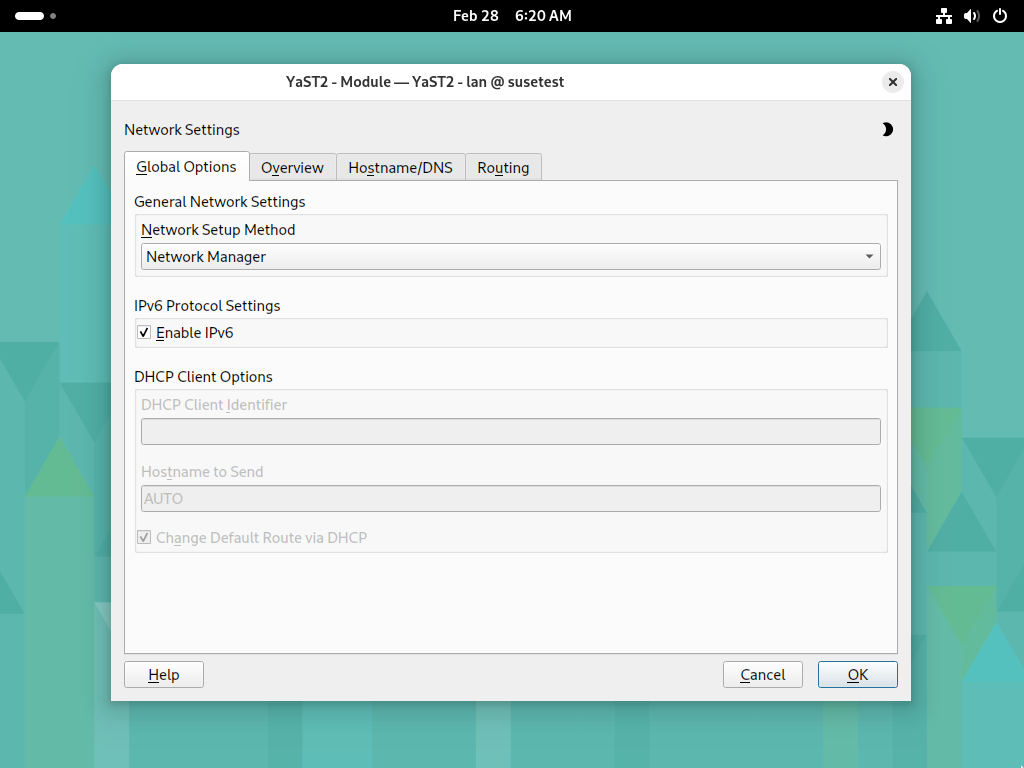 Feb 28 6:20 AM
YaST2 - Module — YaST2 - lan @ susetest
Network Settings
Global Options Overview Hostname/DNS Routing
General Network Settings
Network Setup Method
Network Manager
IPv6 Protocol Settings
Enable IPv6
DHCP Client Options
DHCP Client Identifier
Hostname to Send
AUTO
Change Default Route via DHCP
Help Cancel OK